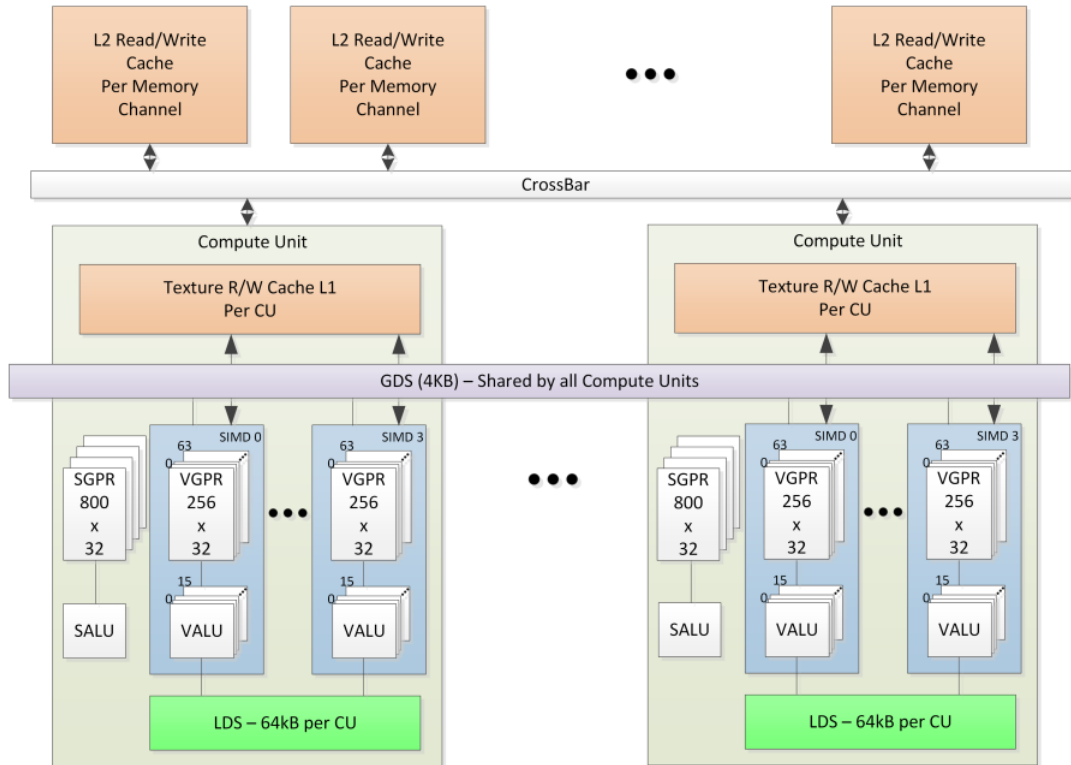 L2 Read/Write
Cache
Per Memory
Channel
L2 Read/Write
Cache
Per Memory
Channel
L2 Read/Write
Cache
Per Memory
Channel
CrossBar
Compute Unit
Texture R/W Cache L1
Per CU
Compute Unit
Texture R/W Cache L1
Per CU
GDS (4KB) – Shared by all Compute Units
SGPR
800
x
32
SALU
SIMD 0
63
0
VGPR
256
x
32
15
0
VALU
SIMD 3
63
0
VGPR
256
x
32
15
0
VALU
LDS – 64kB per CU
SGPR
800
x
32
SALU
SIMD 0
63
0
VGPR
256
x
32
15
0
VALU
SIMD 3
63
0
VGPR
256
x
32
15
0
VALU
LDS – 64kB per CU